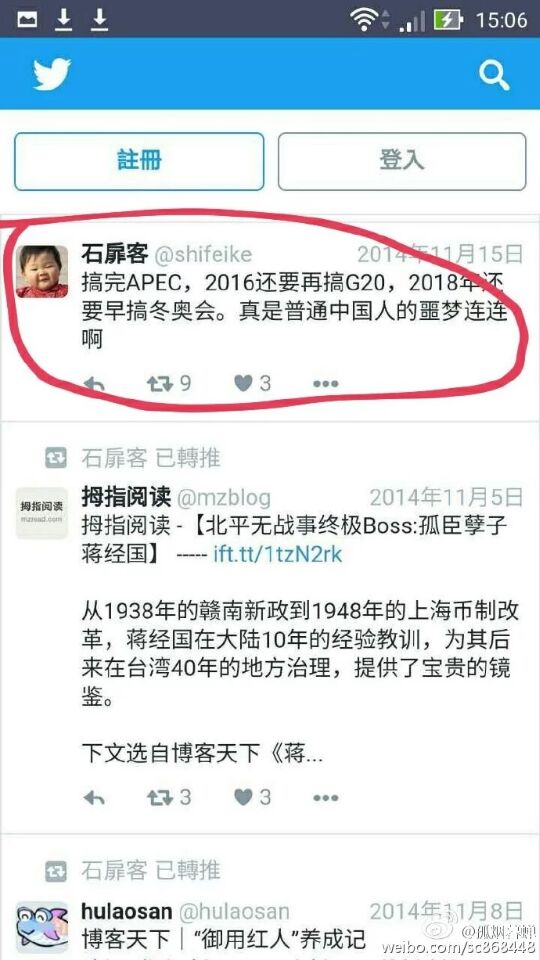 15:06
註冊
登入
石扉客 @shifeike 2014年11月15日
搞完APEC，2016还要再搞G20，2018年还
要早搞冬奥会。真是普通中国人的噩梦连连
啊
9 3
石扉客 已轉推
拇指阅读
mzread.com
拇指阅读 @mzblog 2014年11月5日
拇指阅读 -【北平无战事终极Boss:孤臣孽子
蒋经国】 ----- ift.tt/1tzN2rk
从1938年的赣南新政到1948年的上海币制改
革，蒋经国在大陆10年的经验教训，为其后
来在台湾40年的地方治理，提供了宝贵的镜
鉴。
下文选自博客天下《蒋...
3 3
石扉客 已轉推
hulaosan @hulaosan 2014年11月8日
博客天下｜“御用红人”养成记
weibo.com/sc868448